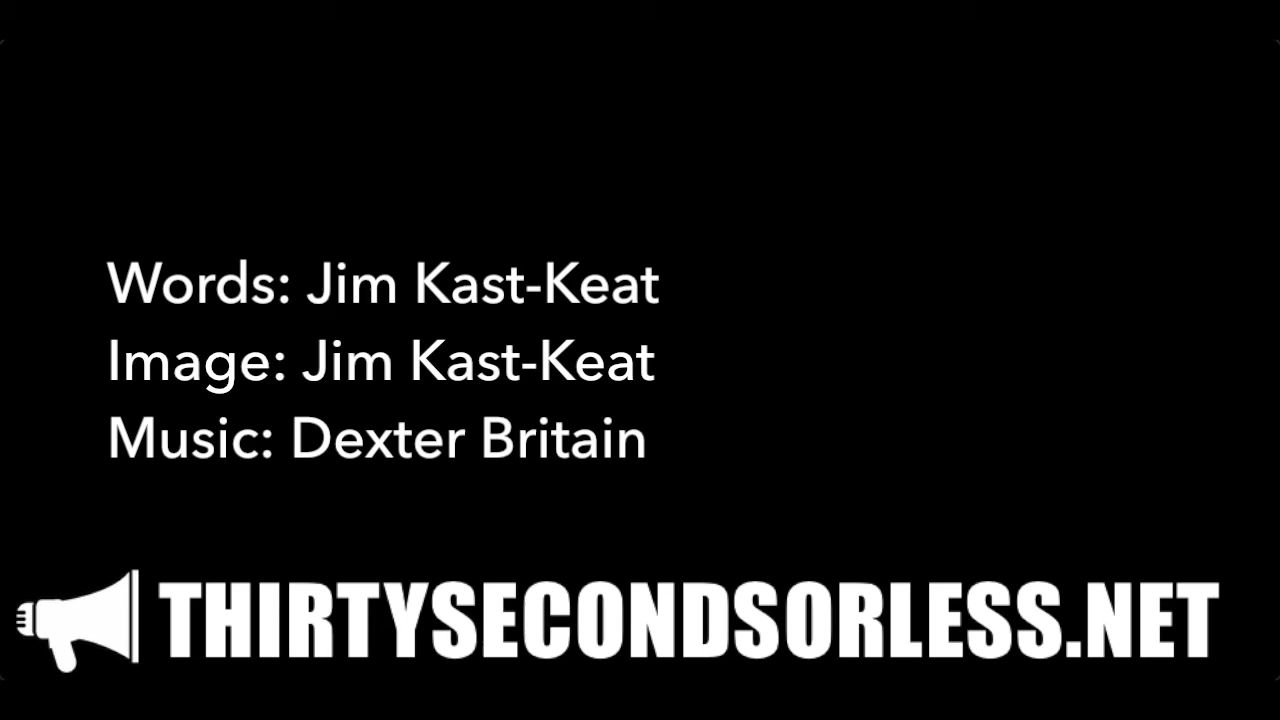 Words: Jim Kast-Keat
Image: Jim Kast-Keat
Music: Dexter Britain
THIRTYSECONDSORLESS.NET